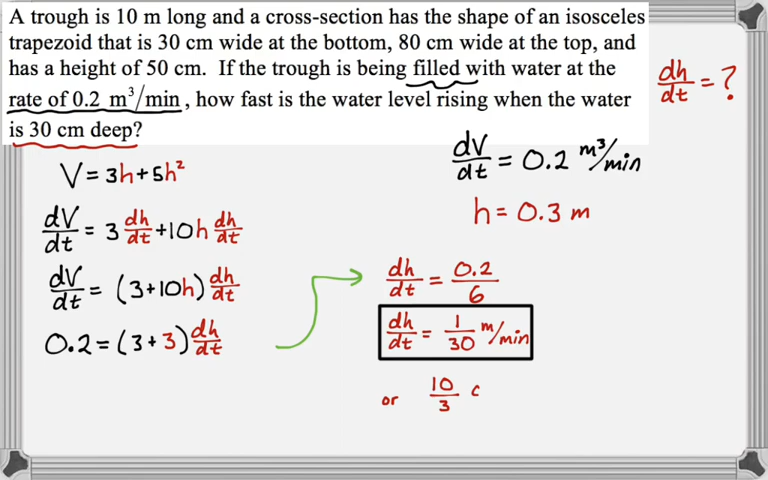 A trough is 10 m long and a cross-section has the shape of an isosceles
trapezoid that is 30 cm wide at the bottom, 80 cm wide at the top, and
has a height of 50 cm. If the trough is being filled with water at the
rate of 0.2 m³/min, how fast is the water level rising when the water
is 30 cm deep?
dh/dt = ?
V = 3h + 5h²
dV/dt = 3 dh/dt + 10h dh/dt
dV/dt = (3 + 10h) dh/dt
0.2 = (3 + 3) dh/dt
dV/dt = 0.2 m³/min
h = 0.3 m
dh/dt = 0.2/6
dh/dt = 1/30 m/min
or 10/3 c